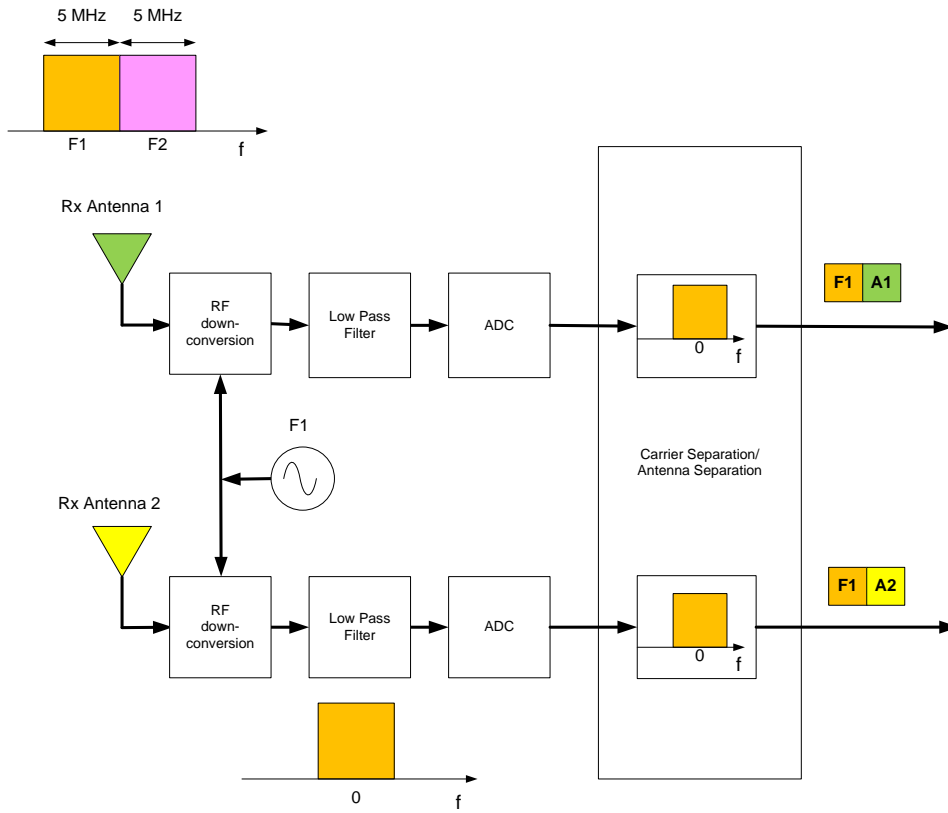 5 MHz 5 MHz
F1 F2
f
Rx Antenna 1
RF
down-
conversion
Low Pass
Filter
ADC
0
f
F1 A1
F1
Carrier Separation/
Antenna Separation
Rx Antenna 2
RF
down-
conversion
Low Pass
Filter
ADC
0
f
F1 A2
0
f